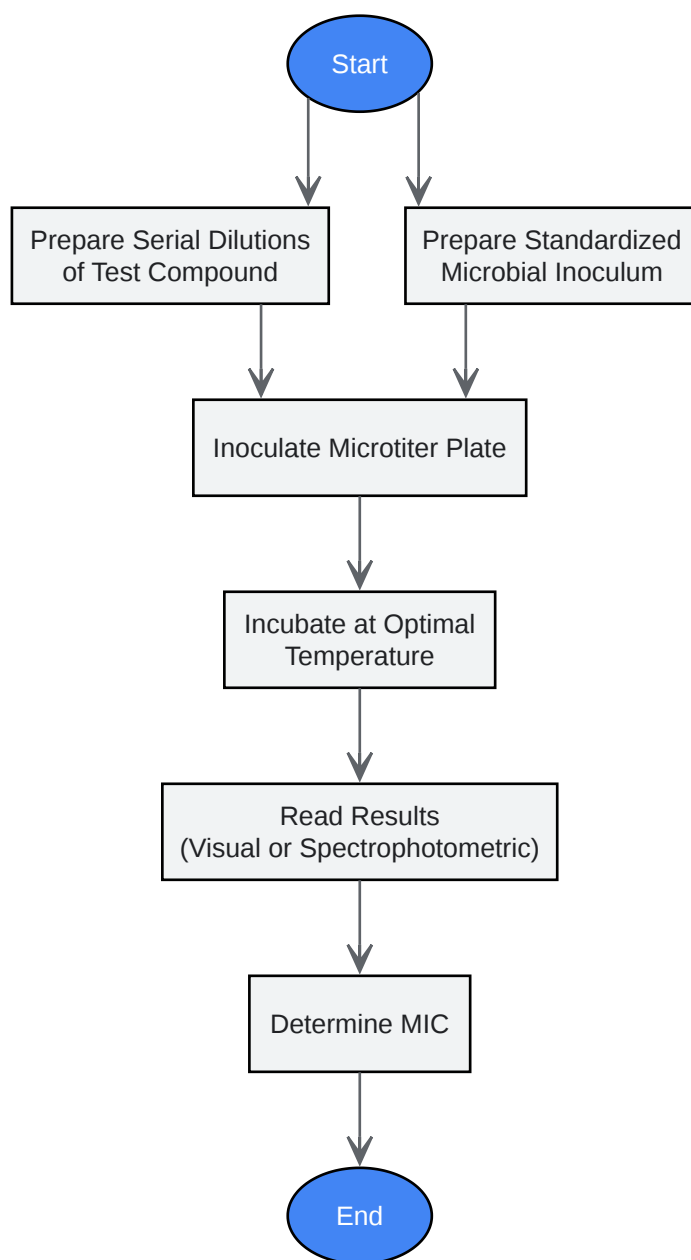 Start
Prepare Serial Dilutions
of Test Compound
Prepare Standardized
Microbial Inoculum
Inoculate Microtiter Plate
Incubate at Optimal
Temperature
Read Results
(Visual or Spectrophotometric)
Determine MIC
End